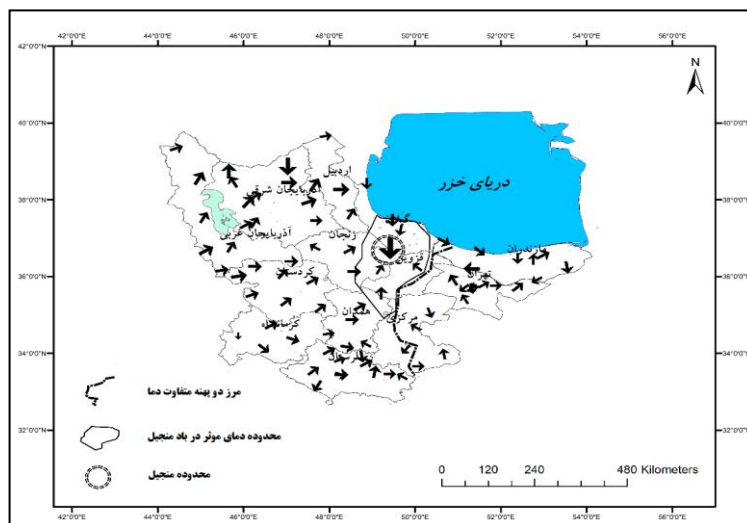 44°0'0"E 46°0'0"E 48°0'0"E 50°0'0"E 52°0'0"E 54°0'0"E 56°0'0"E
42°0'0"E
42°0'0"N
40°0'0"N
38°0'0"N
36°0'0"N
34°0'0"N
32°0'0"N
N
40°0'0"N
38°0'0"N
36°0'0"N
34°0'0"N
32°0'0"N
اردبیل
آذربایجان شرقی
دریای خزر
آذربایجان غربی
زنجان
مازندران
قزوین
تهران
کردستان
همدان
مرکزی
کرمانشاه
مرز دو پهنه متفاوت دما
محدوده دمای موثر در باد منجیل
محدوده منجیل
0 60 120 240 360 480 Kilometers
42°0'0"E 44°0'0"E 46°0'0"E 48°0'0"E 50°0'0"E 52°0'0"E 54°0'0"E 56°0'0"E